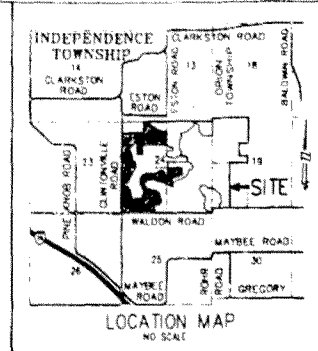 INDEPENDENCE
TOWNSHIP
CLARKSTON ROAD
14
CLARKSTON
ROAD
ESTON
ROAD
ESTON ROAD
13
ORION
TOWNSHIP
18
BALDWIN ROAD
PINE KNOB ROAD
23
CLINTONVILLE
ROAD
24
19
SITE
WALDON ROAD
MAYBEE ROAD
26
25
MAYBEE
ROAD
ROHR
ROAD
30
GREGORY
LOCATION MAP
NO SCALE